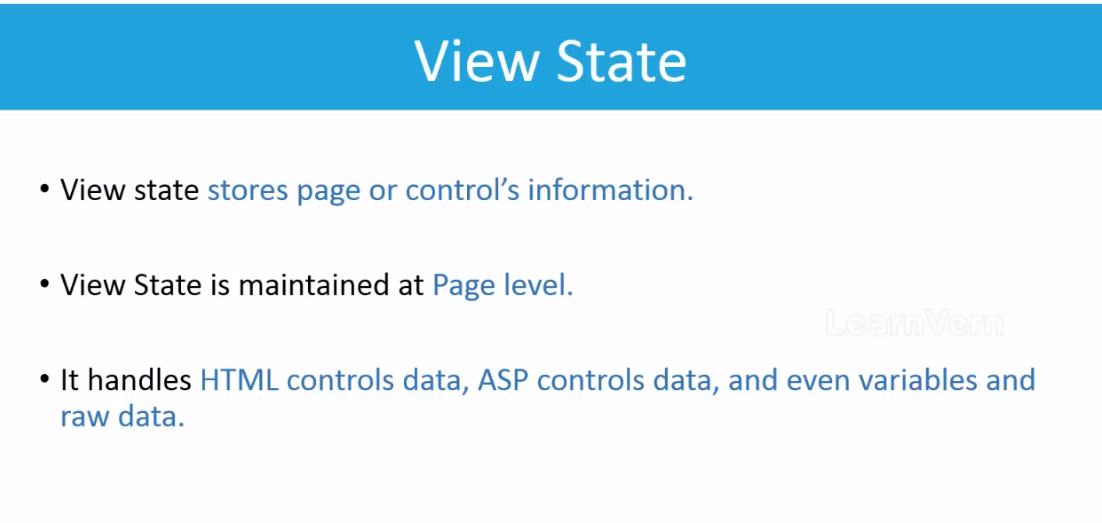 View State
• View state stores page or control’s information.
• View State is maintained at Page level.
LearnVern
• It handles HTML controls data, ASP controls data, and even variables and
raw data.